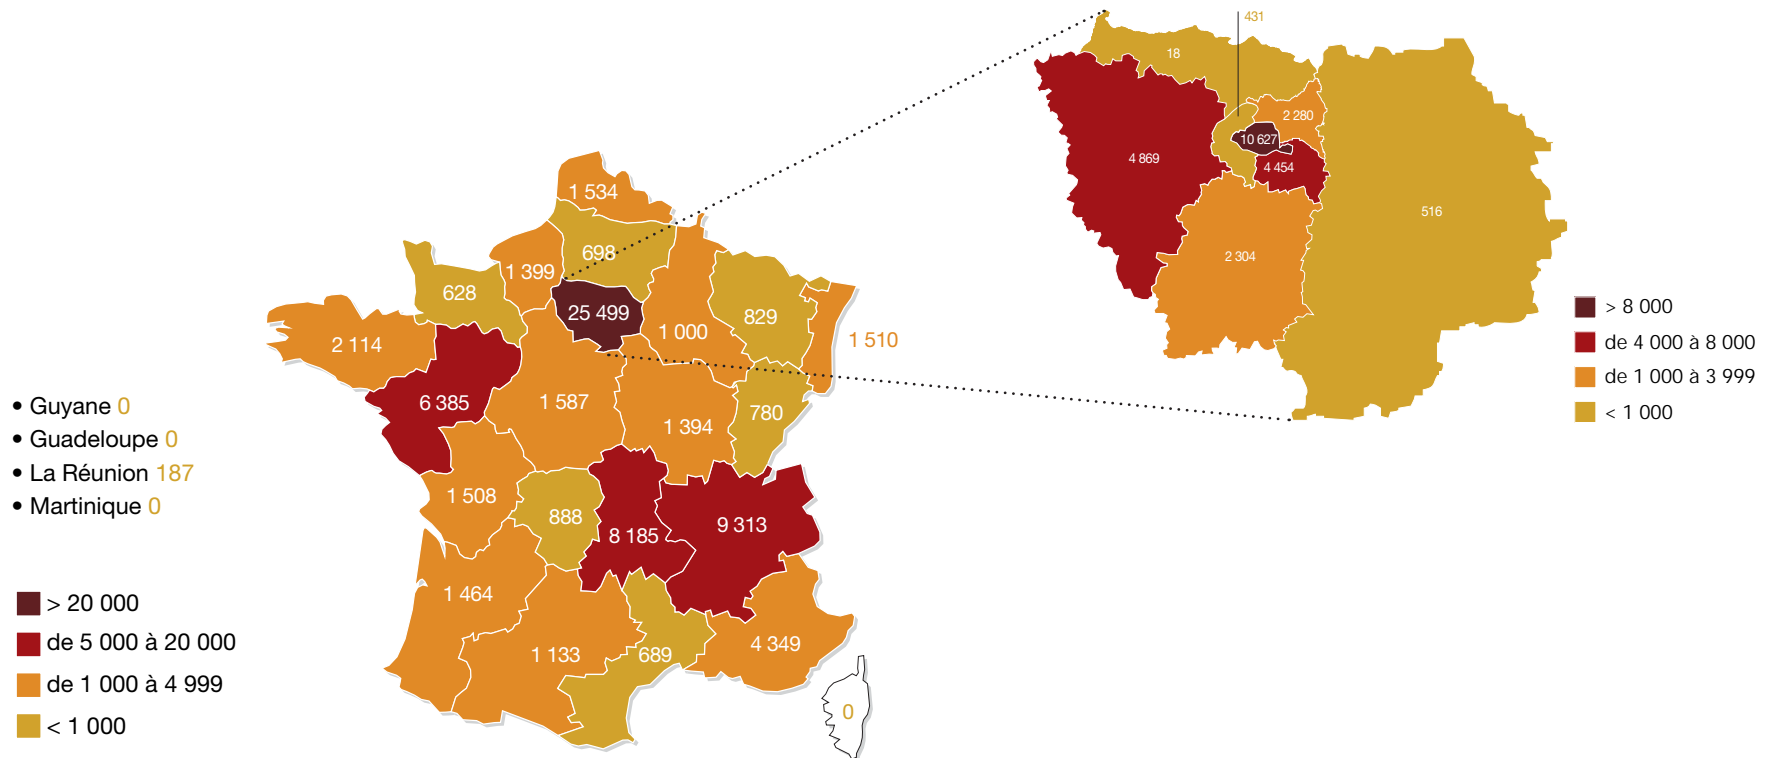 431
18
2 280
10 627
4 869
4 454
516
2 304
> 8 000
de 4 000 à 8 000
de 1 000 à 3 999
< 1 000
1 534
698
1 399
628
25 499
829
1 000
1 510
2 114
6 385
1 587
780
1 394
• Guyane 0
• Guadeloupe 0
• La Réunion 187
• Martinique 0
1 508
888
8 185
9 313
1 464
1 133
689
4 349
0
> 20 000
de 5 000 à 20 000
de 1 000 à 4 999
< 1 000